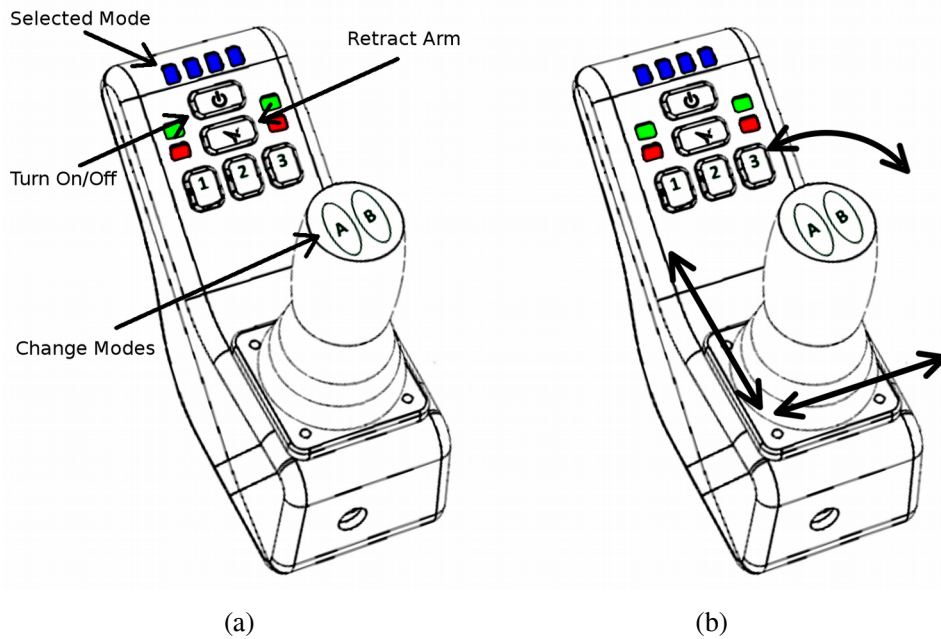 Selected Mode
Retract Arm
Turn On/Off
1 2 3
A B
Change Modes
1 2 3
A B
(a)
(b)